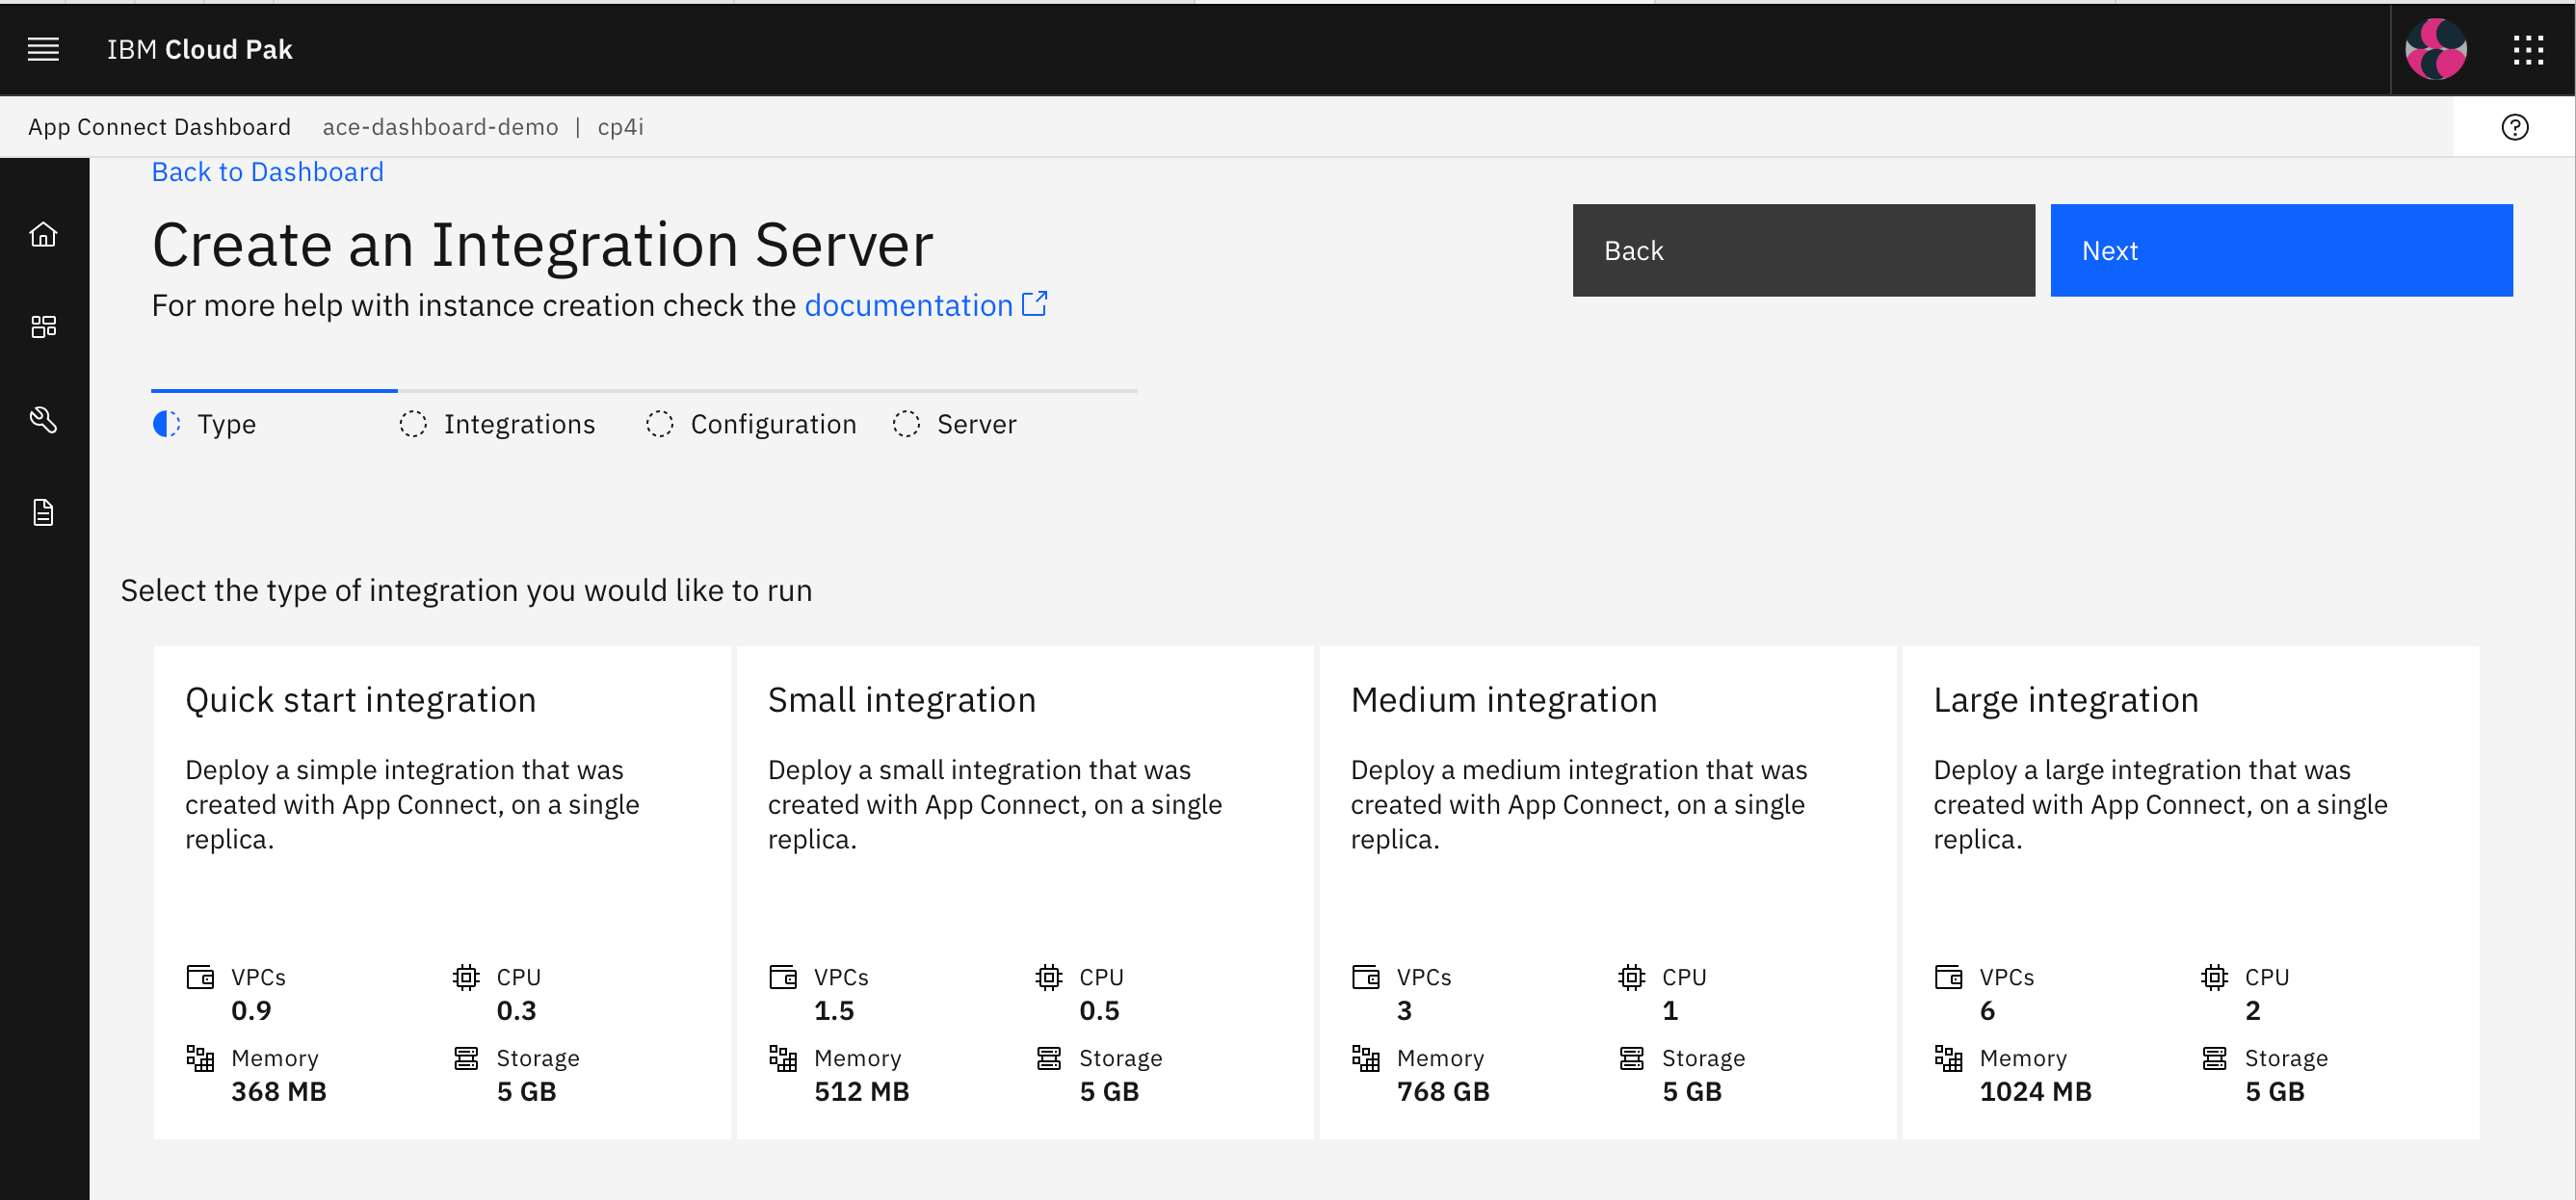 IBM Cloud Pak
App Connect Dashboard ace-dashboard-demo | cp4i
Back to Dashboard
Create an Integration Server
For more help with instance creation check the documentation
Back
Next
Type
Integrations
Configuration
Server
Select the type of integration you would like to run
Quick start integration
Deploy a simple integration that was
created with App Connect, on a single
replica.
VPCs
0.9
CPU
0.3
Memory
368 MB
Storage
5 GB
Small integration
Deploy a small integration that was
created with App Connect, on a single
replica.
VPCs
1.5
CPU
0.5
Memory
512 MB
Storage
5 GB
Medium integration
Deploy a medium integration that was
created with App Connect, on a single
replica.
VPCs
3
CPU
1
Memory
768 GB
Storage
5 GB
Large integration
Deploy a large integration that was
created with App Connect, on a single
replica.
VPCs
6
CPU
2
Memory
1024 MB
Storage
5 GB